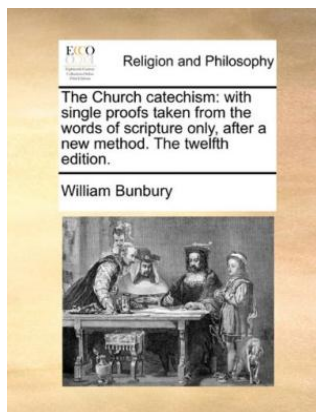 ECCO
Religion and Philosophy
The Church catechism: with
single proofs taken from the
words of scripture only, after a
new method. The twelfth
edition.
William Bunbury